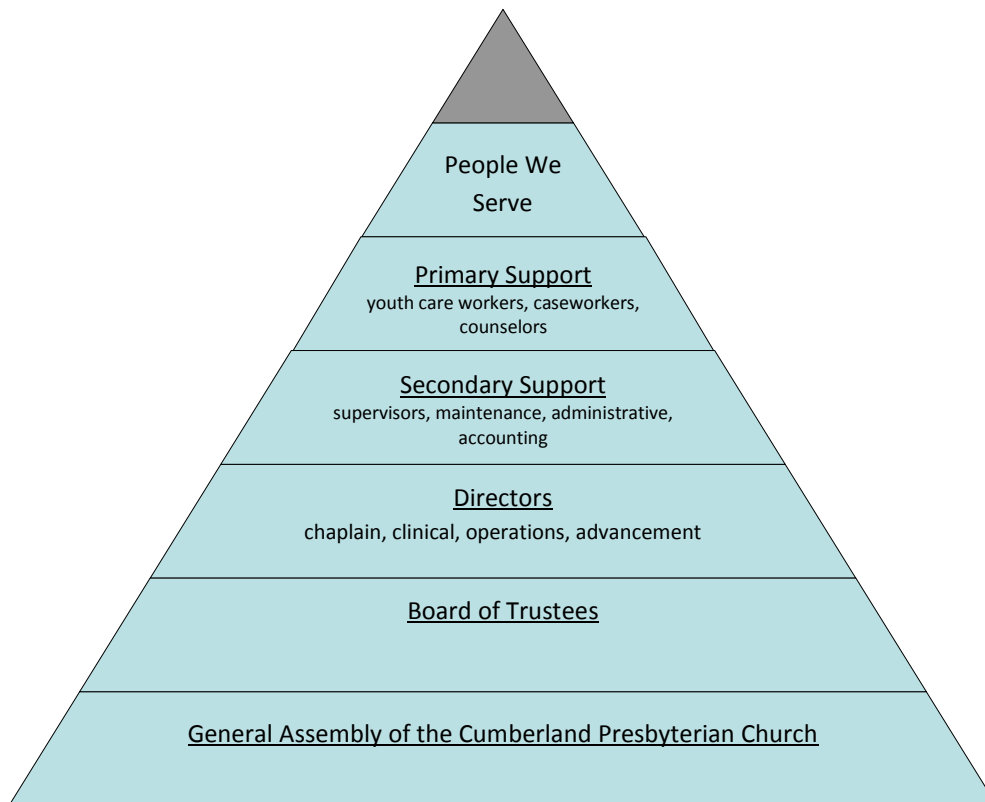 People We
Serve
Primary Support
youth care workers, caseworkers,
counselors
Secondary Support
supervisors, maintenance, administrative,
accounting
Directors
chaplain, clinical, operations, advancement
Board of Trustees
General Assembly of the Cumberland Presbyterian Church